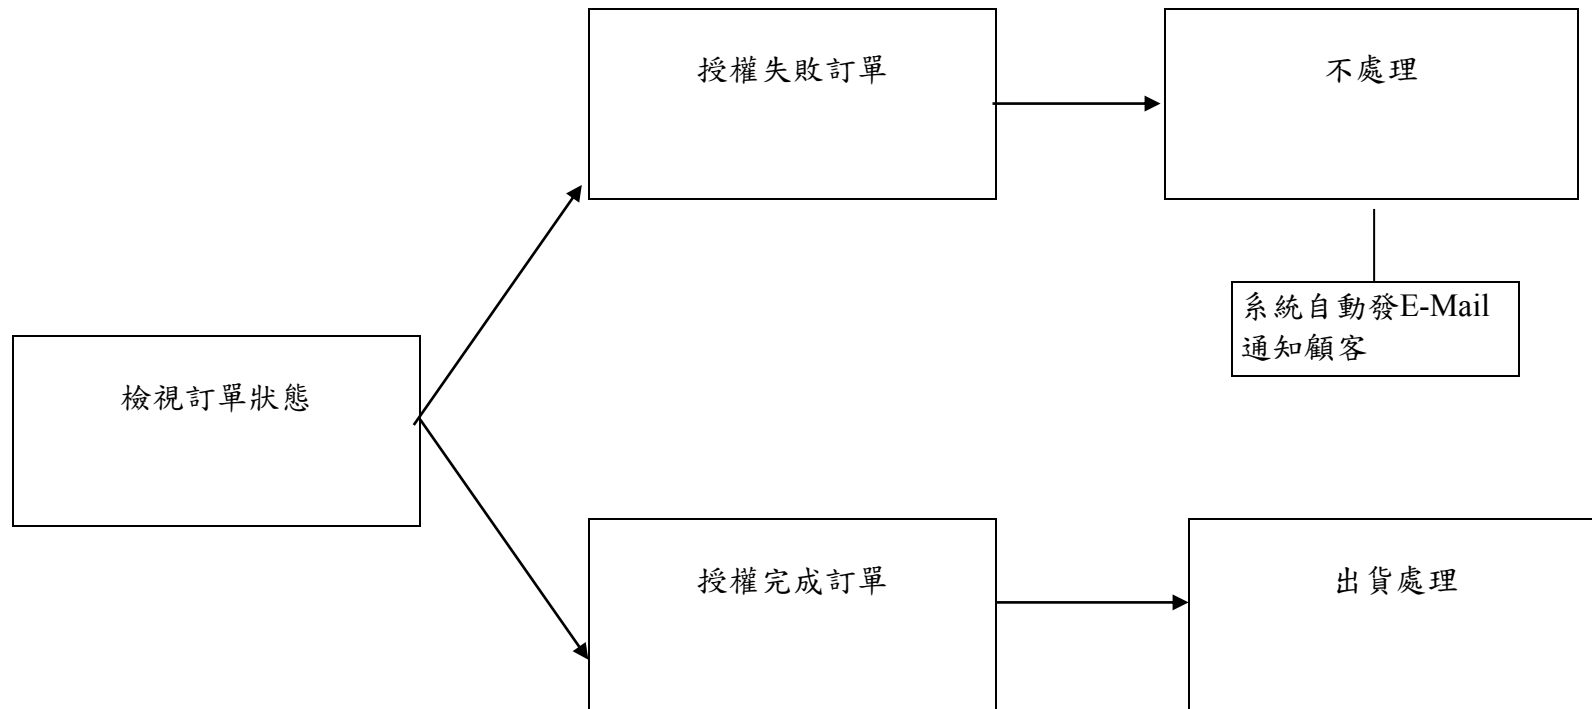 授權失敗訂單
不處理
系統自動發E-Mail
通知顧客
檢視訂單狀態
授權完成訂單
出貨處理